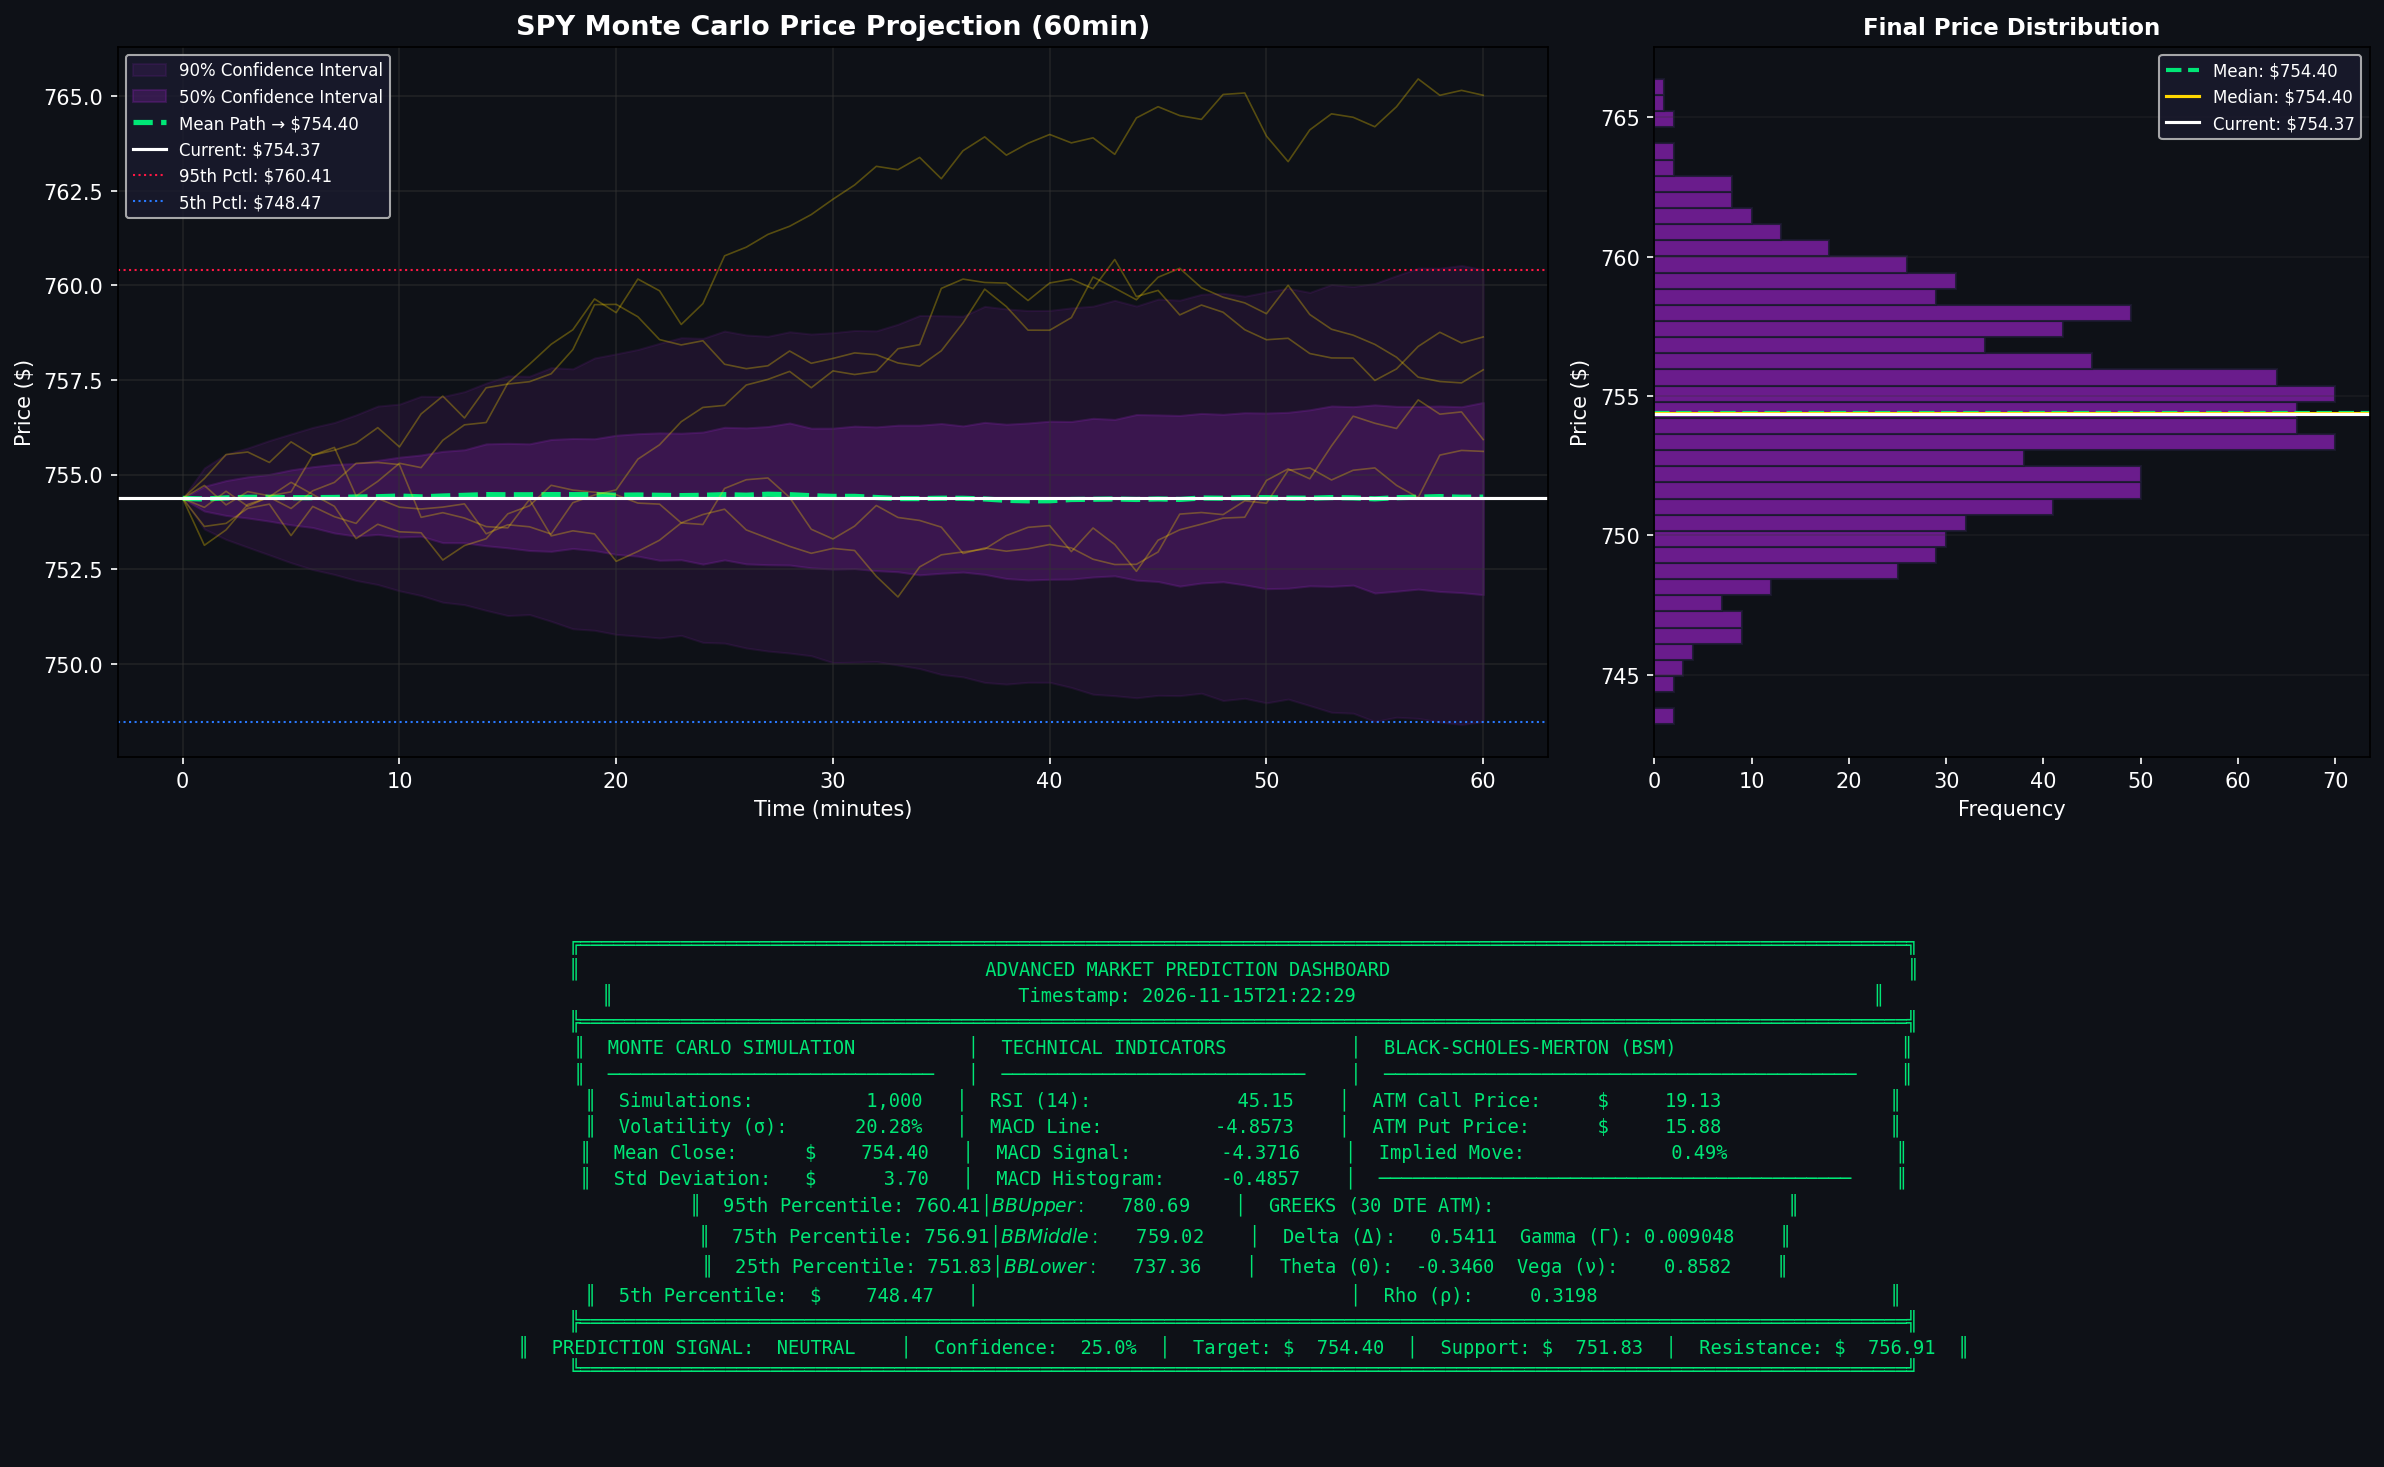 SPY Monte Carlo Price Projection (60min)
90% Confidence Interval
50% Confidence Interval
Mean Path → $754.40
Current: $754.37
95th Pctl: $760.41
5th Pctl: $748.47
Price ($)
765.0
762.5
760.0
757.5
755.0
752.5
750.0
0 10 20 30 40 50 60
Time (minutes)
Final Price Distribution
Mean: $754.40
Median: $754.40
Current: $754.37
Price ($)
765
760
755
750
745
0 10 20 30 40 50 60 70
Frequency
ADVANCED MARKET PREDICTION DASHBOARD
Timestamp: 2026-11-15T21:22:29
MONTE CARLO SIMULATION │ TECHNICAL INDICATORS │ BLACK-SCHOLES-MERTON (BSM)
Simulations: 1,000 │ RSI (14): 45.15 │ ATM Call Price: $ 19.13
Volatility (σ): 20.28% │ MACD Line: -4.8573 │ ATM Put Price: $ 15.88
Mean Close: $ 754.40 │ MACD Signal: -4.3716 │ Implied Move: 0.49%
Std Deviation: $ 3.70 │ MACD Histogram: -0.4857 │
95th Percentile: 760.41│BBUpper: 780.69 │ GREEKS (30 DTE ATM):
75th Percentile: 756.91│BBMiddle: 759.02 │ Delta (Δ): 0.5411 Gamma (Γ): 0.009048
25th Percentile: 751.83│BBLower: 737.36 │ Theta (Θ): -0.3460 Vega (ν): 0.8582
5th Percentile: $ 748.47 │ │ Rho (ρ): 0.3198
PREDICTION SIGNAL: NEUTRAL │ Confidence: 25.0% │ Target: $ 754.40 │ Support: $ 751.83 │ Resistance: $ 756.91